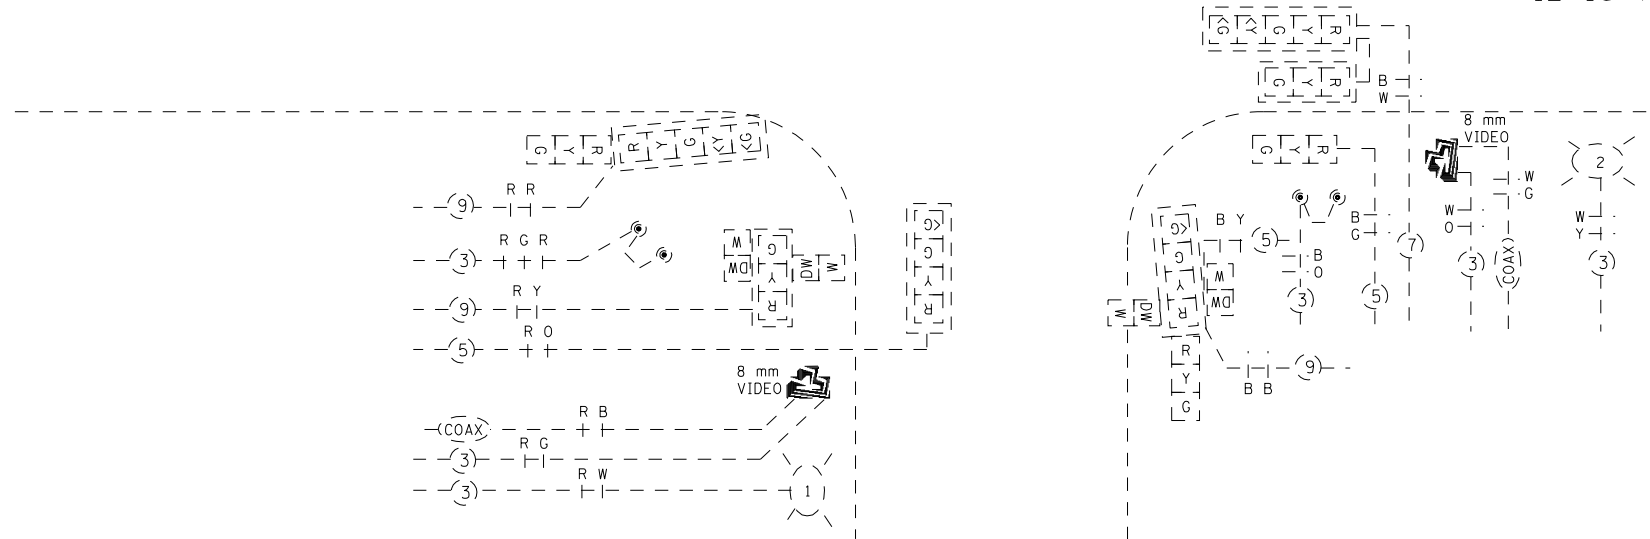 <G <Y G Y R
G Y R
B
W
8 mm
VIDEO
2
G Y R R Y G <Y <G
G Y R
W
G
R R
9
B Y
5
B
G
W
O
W
Y
<G
G
Y
R
<G
G
Y
R
R G R
3
W
DW
G
Y
R
DW W
W
DW
B
O
7
3
COAX
3
R Y
9
W DW
3
5
R O
5
R
Y
G
9
B B
8 mm
VIDEO
R B
COAX
R G
3
R W
3
1